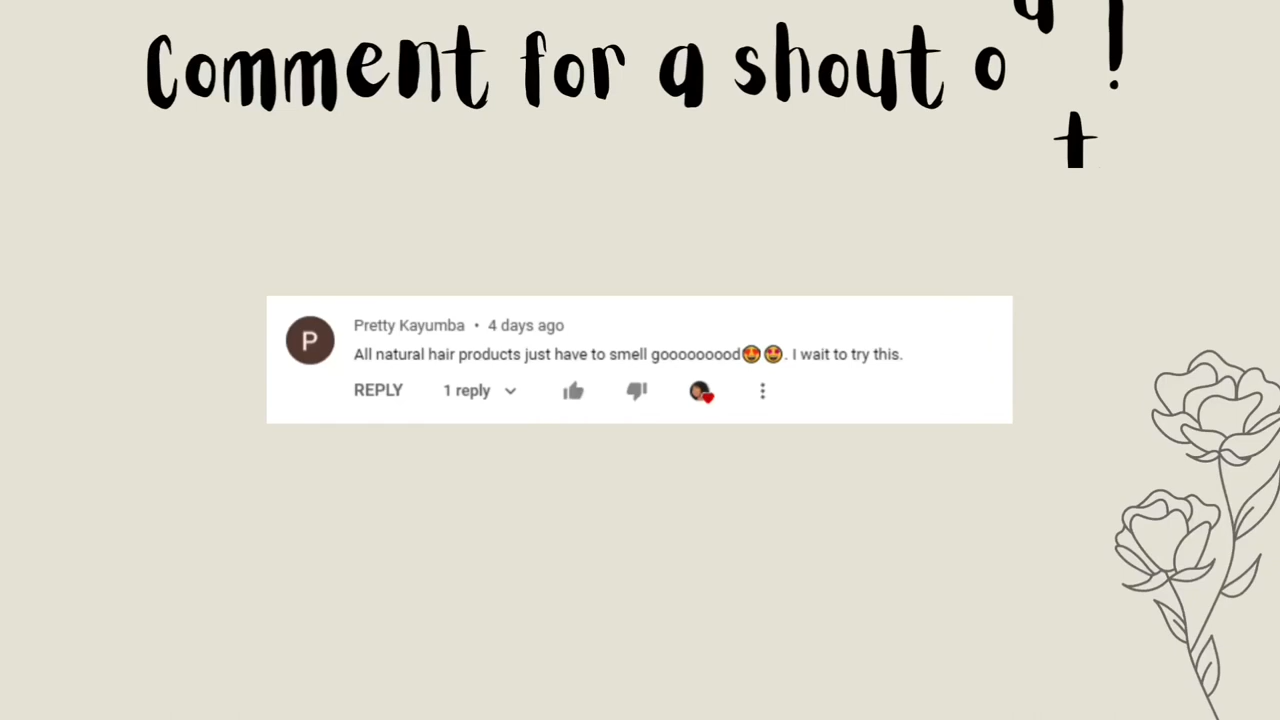 Comment for a shout out!
P
Pretty Kayumba • 4 days ago
All natural hair products just have to smell gooooooood😍😍. I wait to try this.
REPLY 1 reply